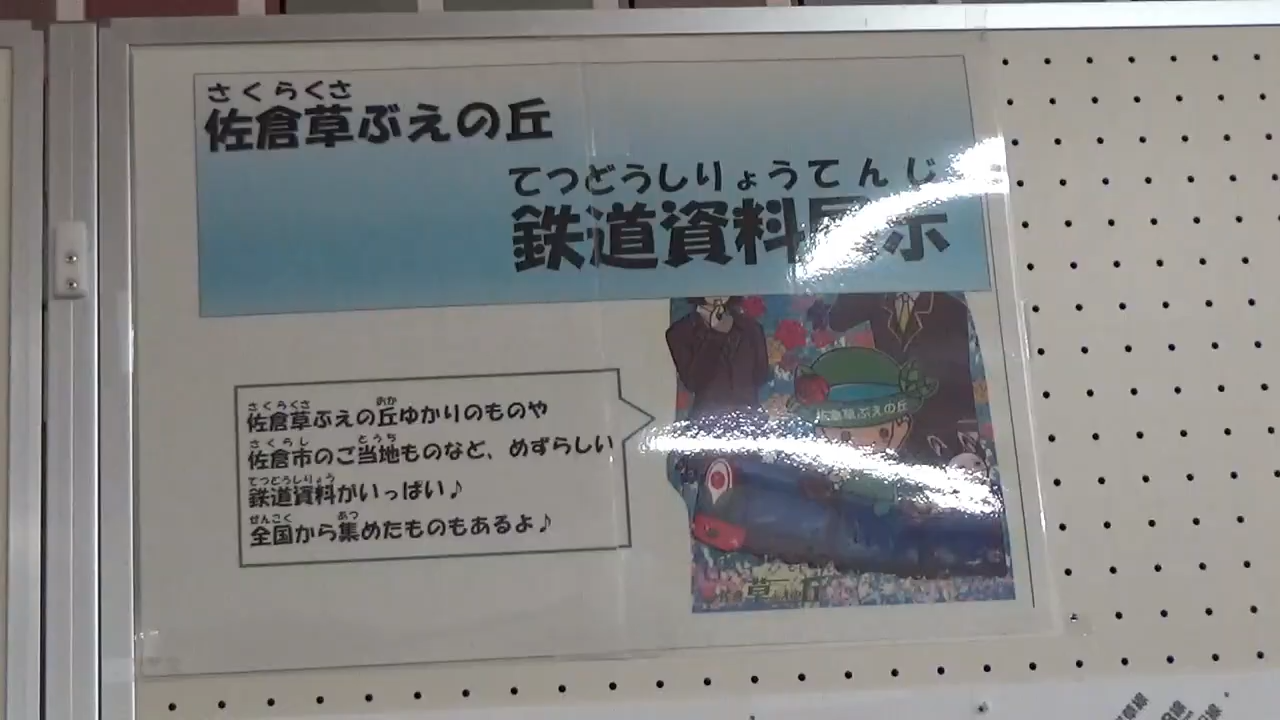 さくらくさ
佐倉草ぶえの丘
てつどうしりょうてんじ
鉄道資料展示
さくらくさ おか
佐倉草ぶえの丘ゆかりのものや
さくらし とうち
佐倉市のご当地ものなど、めずらしい
てつどうしりょう
鉄道資料がいっぱい♪
ぜんこく あつ
全国から集めたものもあるよ♪
佐倉草ぶえの丘